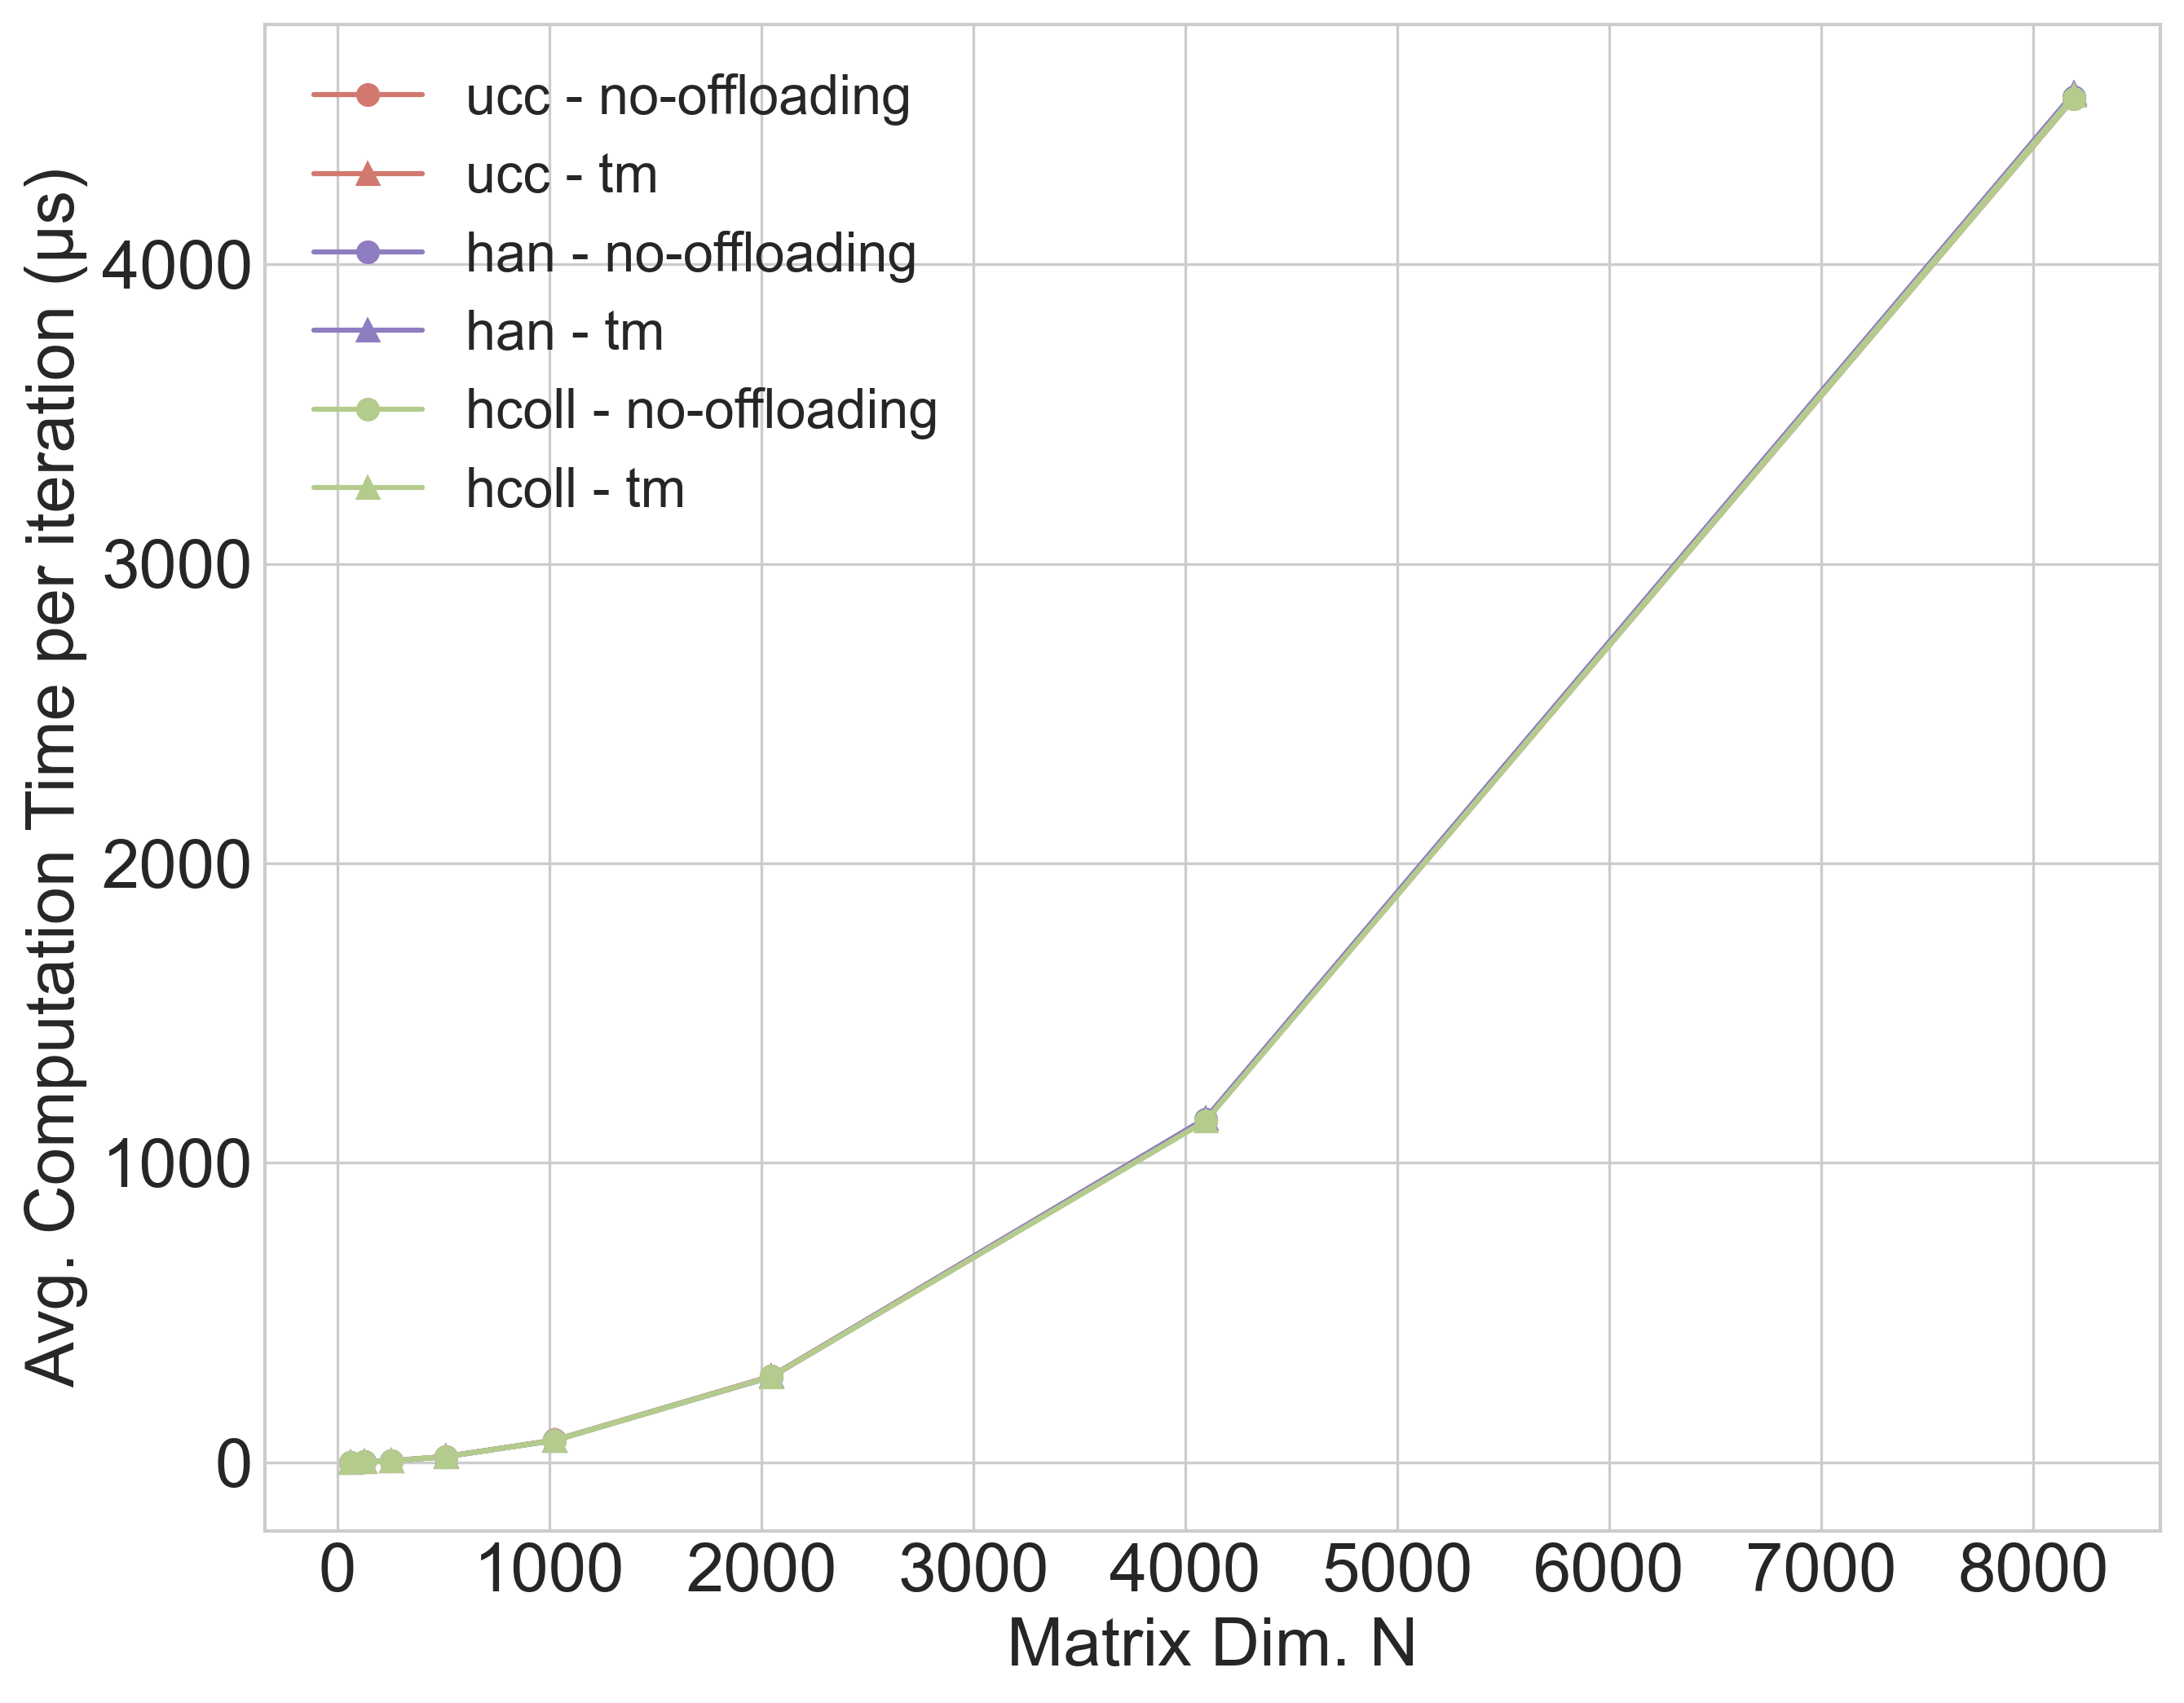 ucc - no-offloading
ucc - tm
han - no-offloading
han - tm
hcoll - no-offloading
hcoll - tm
Avg. Computation Time per iteration (µs)
4000
3000
2000
1000
0
0 1000 2000 3000 4000 5000 6000 7000 8000
Matrix Dim. N